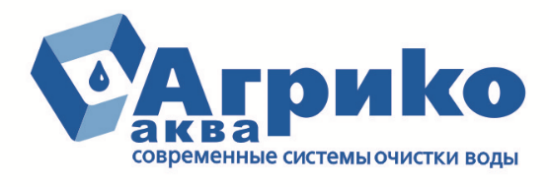 Агрико
аква
современные системы очистки воды